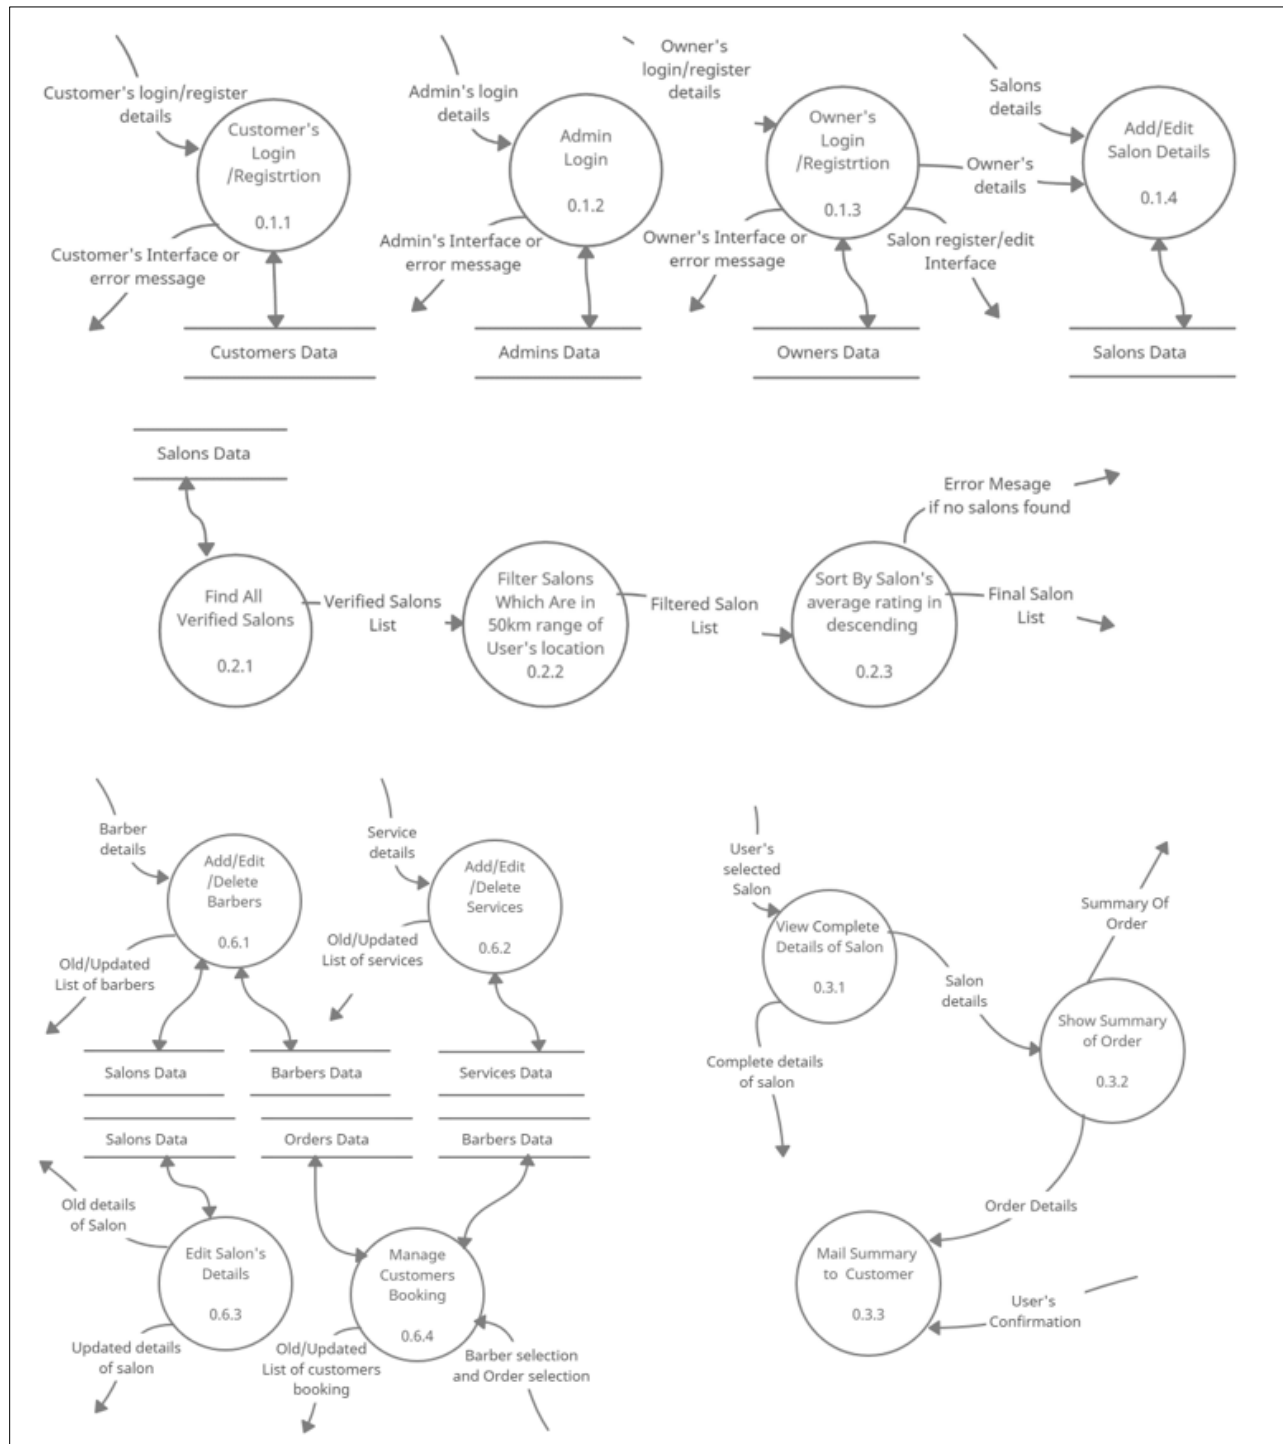 Customer's login/register
details
Customer's
Login
/Registrtion
0.1.1
Customer's Interface or
error message
Customers Data
Admin's login
details
Admin
Login
0.1.2
Admin's Interface or
error message
Admins Data
Owner's
login/register
details
Owner's
Login
/Registrtion
0.1.3
Owner's Interface or
error message
Owners Data
Owner's
details
Salon register/edit
Interface
Salons
details
Add/Edit
Salon Details
0.1.4
Salons Data
Salons Data
Find All
Verified Salons
0.2.1
Verified Salons
List
Filter Salons
Which Are in
50km range of
User's location
0.2.2
Filtered Salon
List
Sort By Salon's
average rating in
descending
0.2.3
Error Mesage
if no salons found
Final Salon
List
Barber
details
Add/Edit
/Delete
Barbers
0.6.1
Old/Updated
List of barbers
Service
details
Add/Edit
/Delete
Services
0.6.2
Old/Updated
List of services
Salons Data
Barbers Data
Services Data
Salons Data
Orders Data
Barbers Data
Old details
of Salon
Edit Salon's
Details
0.6.3
Updated details
of salon
Manage
Customers
Booking
0.6.4
Old/Updated
List of customers
booking
Barber selection
and Order selection
User's
selected
Salon
View Complete
Details of Salon
0.3.1
Complete details
of salon
Salon
details
Summary Of
Order
Show Summary
of Order
0.3.2
Order Details
Mail Summary
to Customer
0.3.3
User's
Confirmation